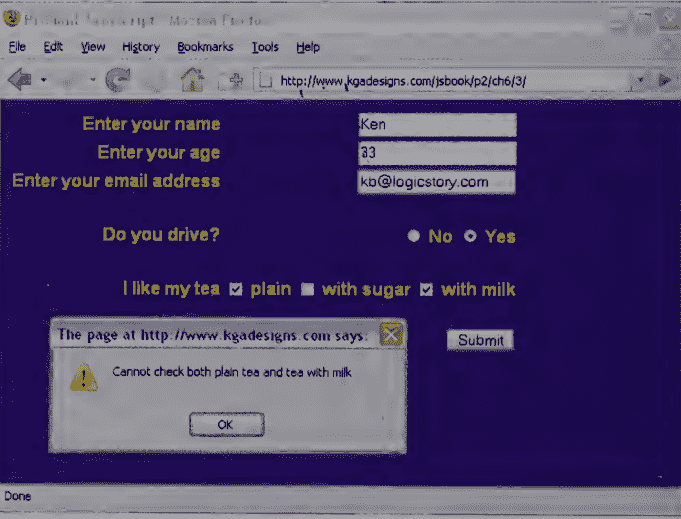 File Edit View History Bookmarks Tools Help
http://www.kgadesigns.com/jsbook/p2/ch6/3/
Enter your name Ken
Enter your age 33
Enter your email address kb@logicstory.com
Do you drive? No Yes
I like my tea plain with sugar with milk
The page at http://www.kgadesigns.com says:
Submit
Cannot check both plain tea and tea with milk
OK
Done